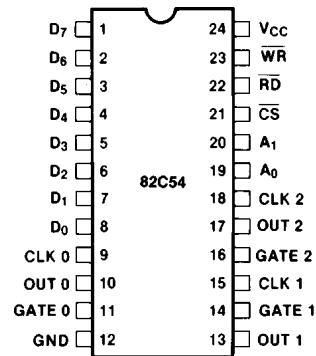 D7 1 24 VCC
D6 2 23 WR
D5 3 22 RD
D4 4 21 CS
D3 5 20 A1
D2 6 19 A0
82C54
D1 7 18 CLK 2
D0 8 17 OUT 2
CLK 0 9 16 GATE 2
OUT 0 10 15 CLK 1
GATE 0 11 14 GATE 1
GND 12 13 OUT 1